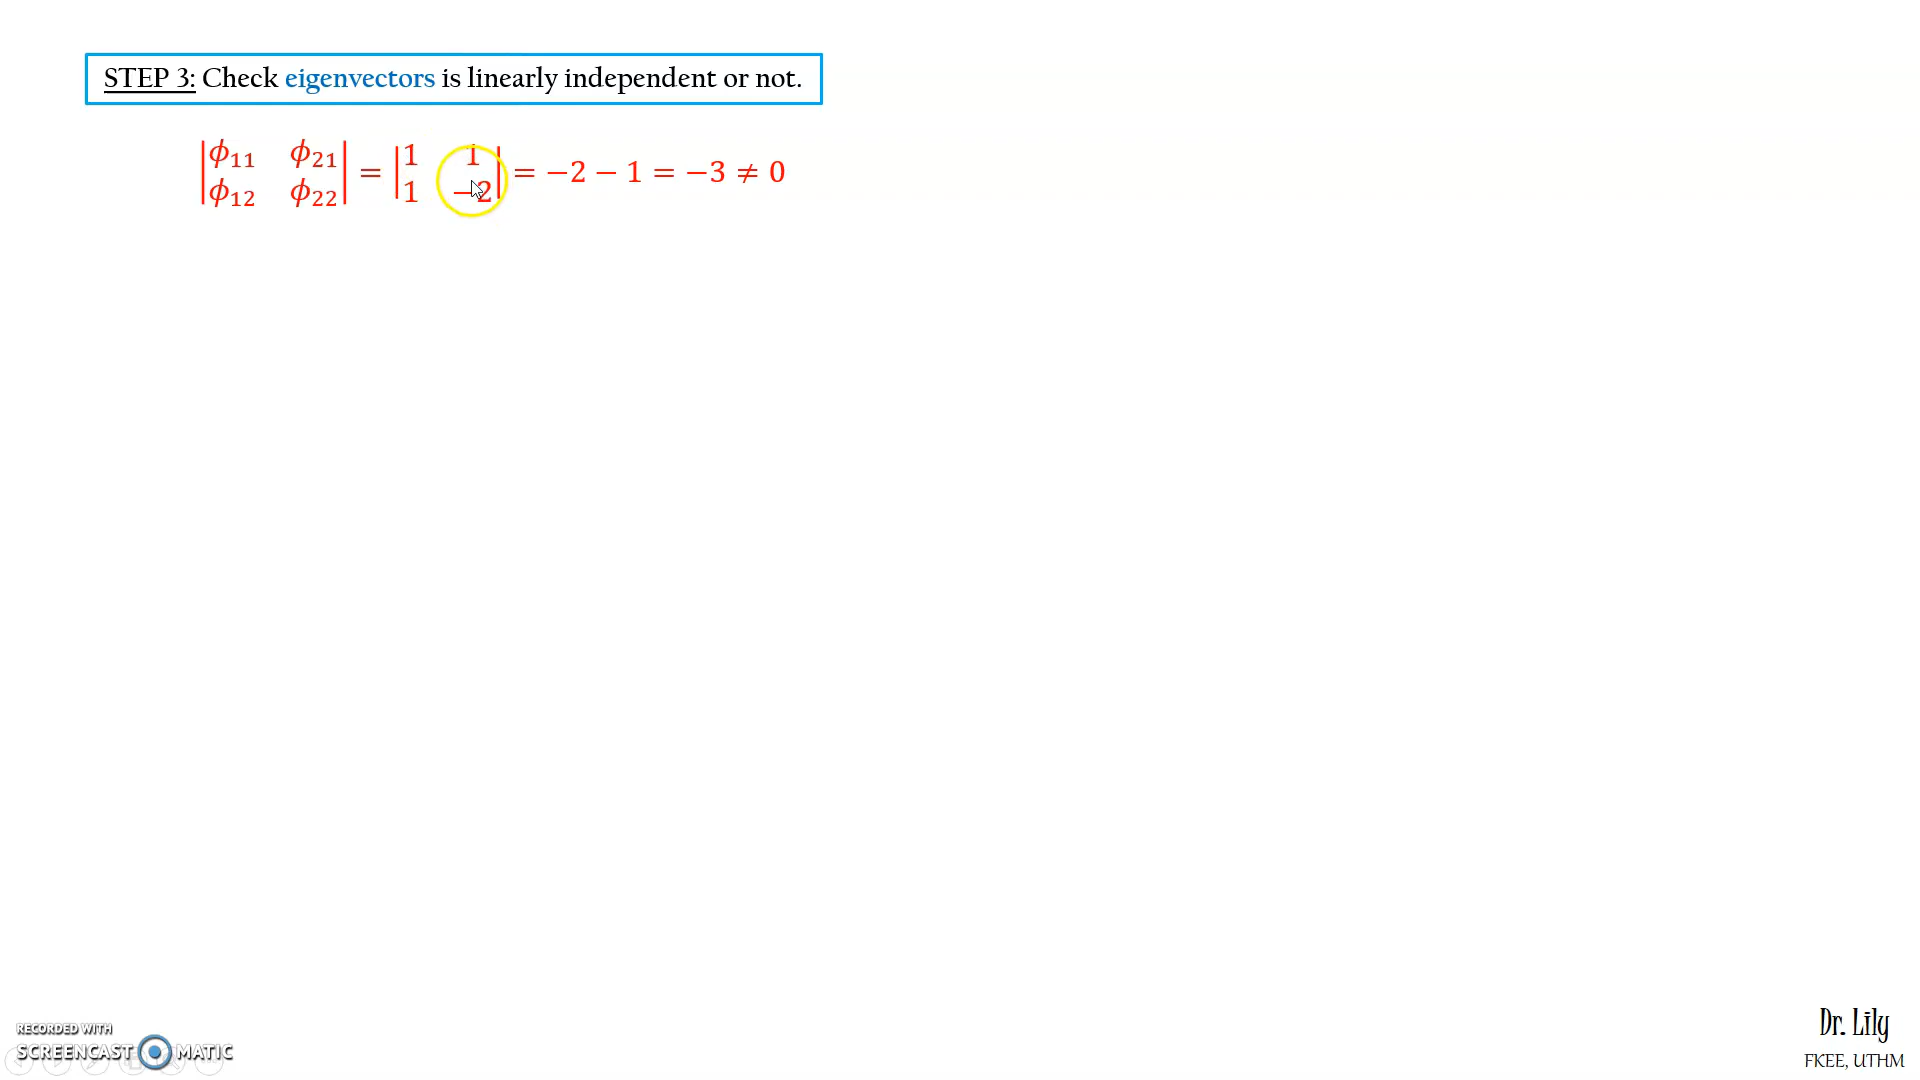 STEP 3: Check eigenvectors is linearly independent or not.
|ϕ₁₁ ϕ₂₁| = |1 1| = −2 − 1 = −3 ≠ 0
|ϕ₁₂ ϕ₂₂| |1 −2|
Dr. Lily
RECORDED WITH
SCREENCAST MATIC
FKEE, UTHM